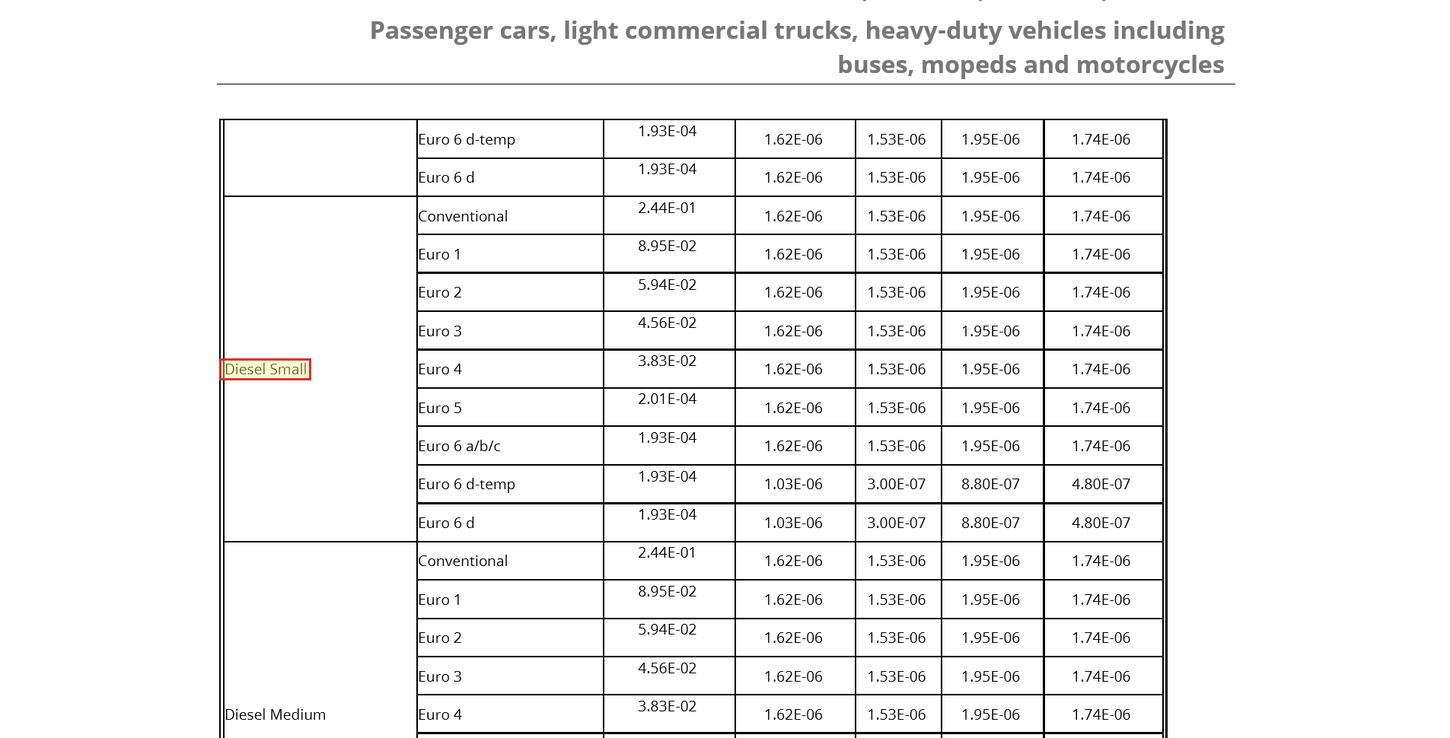 Passenger cars, light commercial trucks, heavy-duty vehicles including
buses, mopeds and motorcycles
Euro 6 d-temp 1.93E-04 1.62E-06 1.53E-06 1.95E-06 1.74E-06
Euro 6 d 1.93E-04 1.62E-06 1.53E-06 1.95E-06 1.74E-06
Conventional 2.44E-01 1.62E-06 1.53E-06 1.95E-06 1.74E-06
Euro 1 8.95E-02 1.62E-06 1.53E-06 1.95E-06 1.74E-06
Euro 2 5.94E-02 1.62E-06 1.53E-06 1.95E-06 1.74E-06
Euro 3 4.56E-02 1.62E-06 1.53E-06 1.95E-06 1.74E-06
Diesel Small Euro 4 3.83E-02 1.62E-06 1.53E-06 1.95E-06 1.74E-06
Euro 5 2.01E-04 1.62E-06 1.53E-06 1.95E-06 1.74E-06
Euro 6 a/b/c 1.93E-04 1.62E-06 1.53E-06 1.95E-06 1.74E-06
Euro 6 d-temp 1.93E-04 1.03E-06 3.00E-07 8.80E-07 4.80E-07
Euro 6 d 1.93E-04 1.03E-06 3.00E-07 8.80E-07 4.80E-07
Conventional 2.44E-01 1.62E-06 1.53E-06 1.95E-06 1.74E-06
Euro 1 8.95E-02 1.62E-06 1.53E-06 1.95E-06 1.74E-06
Euro 2 5.94E-02 1.62E-06 1.53E-06 1.95E-06 1.74E-06
Euro 3 4.56E-02 1.62E-06 1.53E-06 1.95E-06 1.74E-06
Diesel Medium Euro 4 3.83E-02 1.62E-06 1.53E-06 1.95E-06 1.74E-06